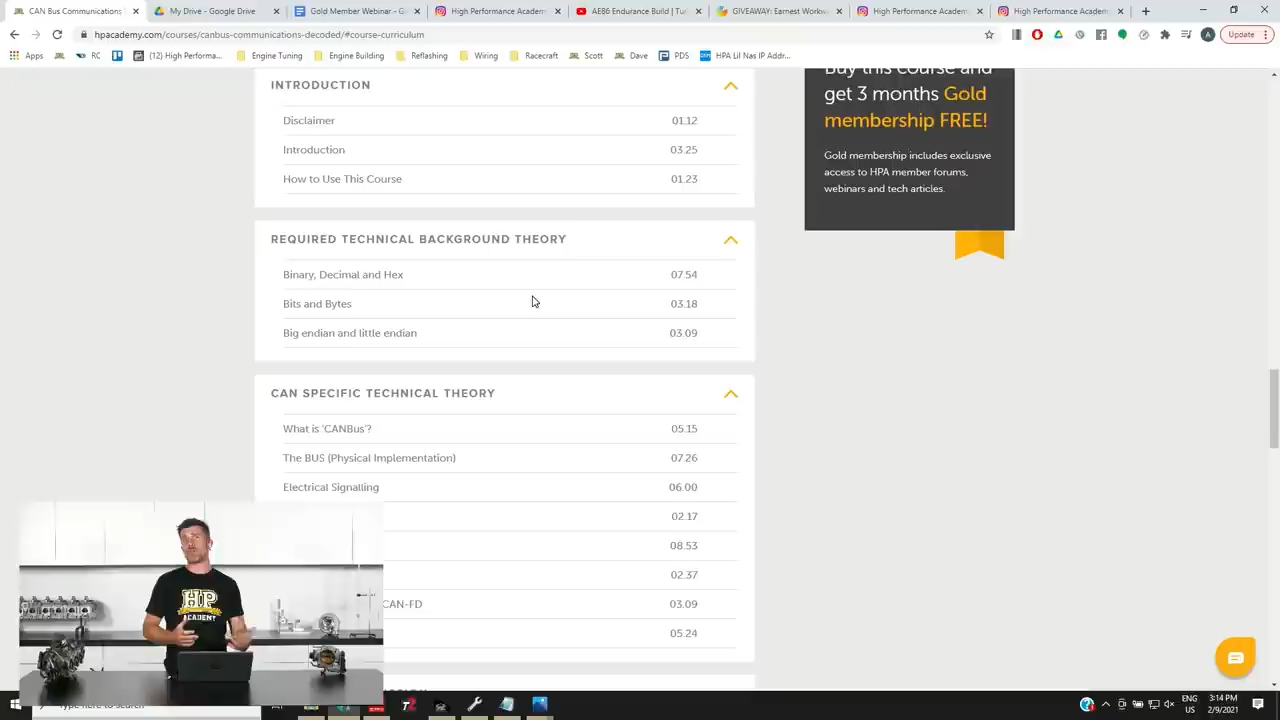 CAN Bus Communications
My Drive - Google Drive
Gold Member Webinar - G
High Performance Academy
AE86 Endurance Build | Tu
GIVEAWAY: Earnest Workw
High Performance Academ
High Performance Academ
hpacademy.com/courses/canbus-communications-decoded/#course-curriculum
A
Update
Apps
RC
(12) High Performa...
Engine Tuning
Engine Building
Reflashing
Wiring
Racecraft
Scott
Dave
PDS
HPA Lil Nas IP Addr...
INTRODUCTION
Disclaimer 01.12
Introduction 03.25
How to Use This Course 01.23
Buy this course and
get 3 months Gold
membership FREE!
Gold membership includes exclusive
access to HPA member forums,
webinars and tech articles.
REQUIRED TECHNICAL BACKGROUND THEORY
Binary, Decimal and Hex 07.54
Bits and Bytes 03.18
Big endian and little endian 03.09
CAN SPECIFIC TECHNICAL THEORY
What is 'CANBus'? 05.15
The BUS (Physical Implementation) 07.26
Electrical Signalling 06.00
02.17
08.53
02.37
CAN-FD 03.09
05.24
HP
ACADEMY
Type here to search
ENG
US
3:14 PM
2/9/2021